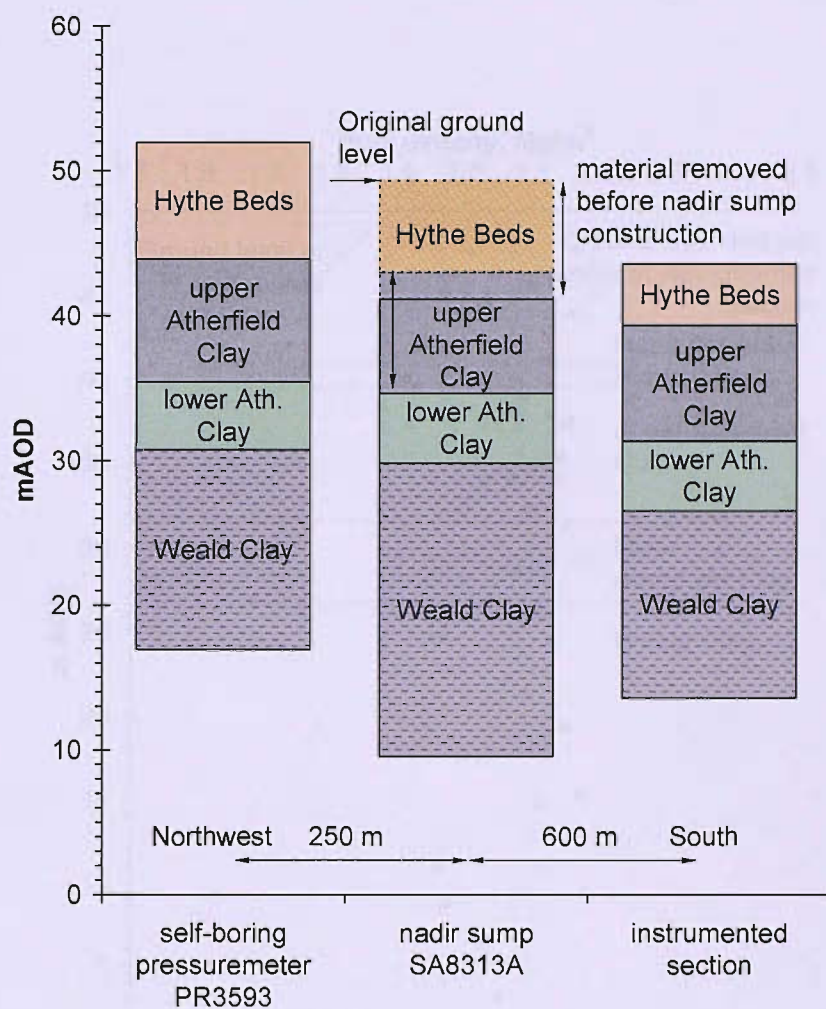 60
50
40
30
20
10
0
mAOD
Hythe Beds
upper
Atherfield
Clay
lower Ath.
Clay
Weald Clay
Original ground
level
Hythe Beds
upper
Atherfield
Clay
lower Ath.
Clay
Weald Clay
material removed
before nadir sump
construction
Hythe Beds
upper
Atherfield
Clay
lower Ath.
Clay
Weald Clay
Northwest 250 m 600 m South
self-boring
pressuremeter
PR3593
nadir sump
SA8313A
instrumented
section